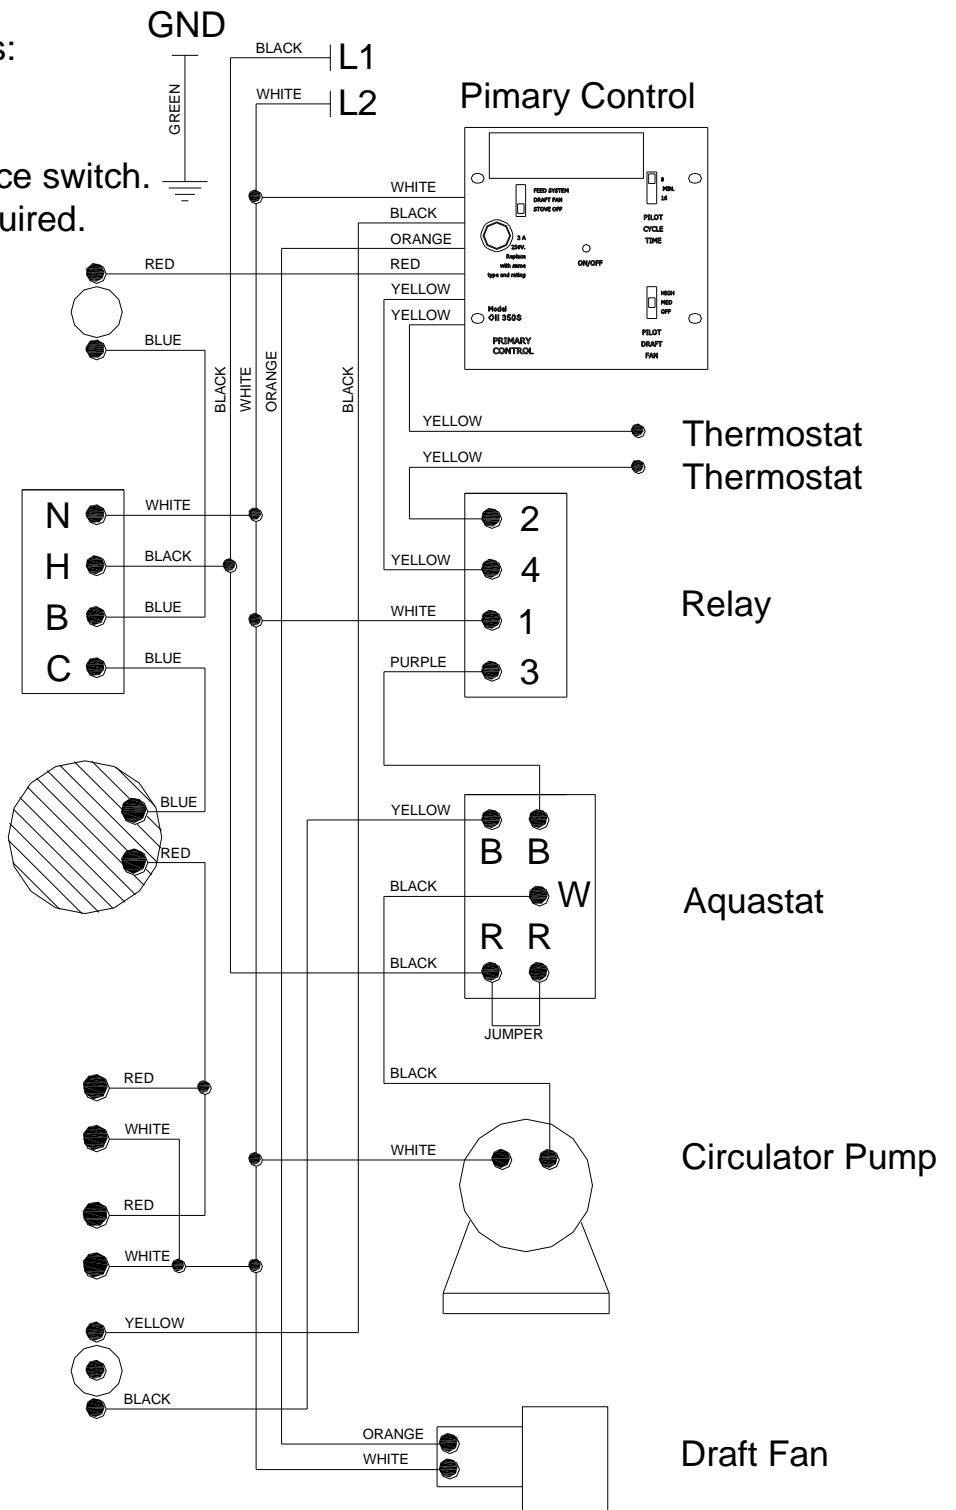 GND
s:
BLACK
L1
WHITE
L2
GREEN
Pimary Control
ce switch.
uired.
WHITE
BLACK
ORANGE
RED
RED
YELLOW
YELLOW
FEED SYSTEM
DRAFT FAN
STOVE OFF
8
MIN.
16
PILOT
CYCLE
TIME
3 A
250V.
Replace
with same
type and rating
ON/OFF
Model
OII 350S
PRIMARY
CONTROL
HIGH
MED
OFF
PILOT
DRAFT
FAN
BLUE
BLACK
WHITE
ORANGE
BLACK
YELLOW
Thermostat
YELLOW
Thermostat
N
WHITE
2
H
BLACK
YELLOW
4
Relay
B
BLUE
WHITE
1
C
BLUE
PURPLE
3
BLUE
YELLOW
B B
RED
BLACK
W
Aquastat
R R
BLACK
JUMPER
RED
BLACK
WHITE
WHITE
Circulator Pump
RED
WHITE
YELLOW
BLACK
ORANGE
WHITE
Draft Fan